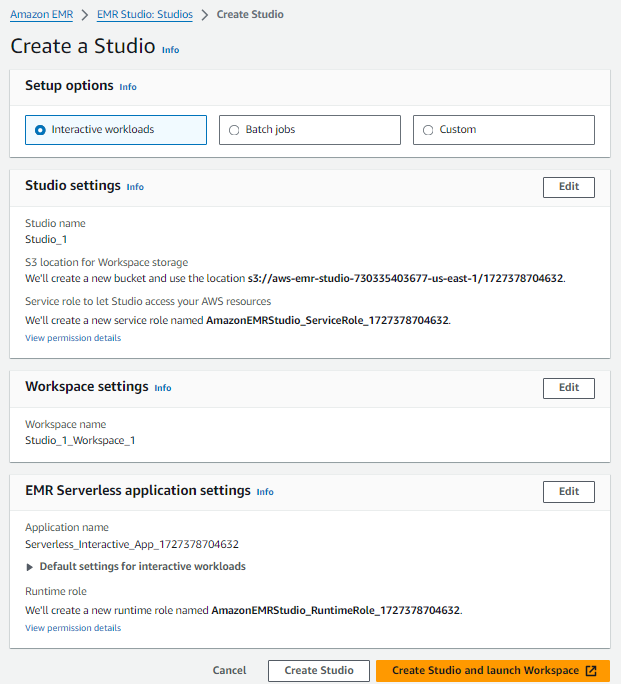 Amazon EMR > EMR Studio: Studios > Create Studio
Create a Studio Info
Setup options Info
Interactive workloads Batch jobs Custom
Studio settings Info Edit
Studio name
Studio_1
S3 location for Workspace storage
We'll create a new bucket and use the location s3://aws-emr-studio-730335403677-us-east-1/1727378704632.
Service role to let Studio access your AWS resources
We'll create a new service role named AmazonEMRStudio_ServiceRole_1727378704632.
View permission details
Workspace settings Info Edit
Workspace name
Studio_1_Workspace_1
EMR Serverless application settings Info Edit
Application name
Serverless_Interactive_App_1727378704632
Default settings for interactive workloads
Runtime role
We'll create a new runtime role named AmazonEMRStudio_RuntimeRole_1727378704632.
View permission details
Cancel Create Studio Create Studio and launch Workspace